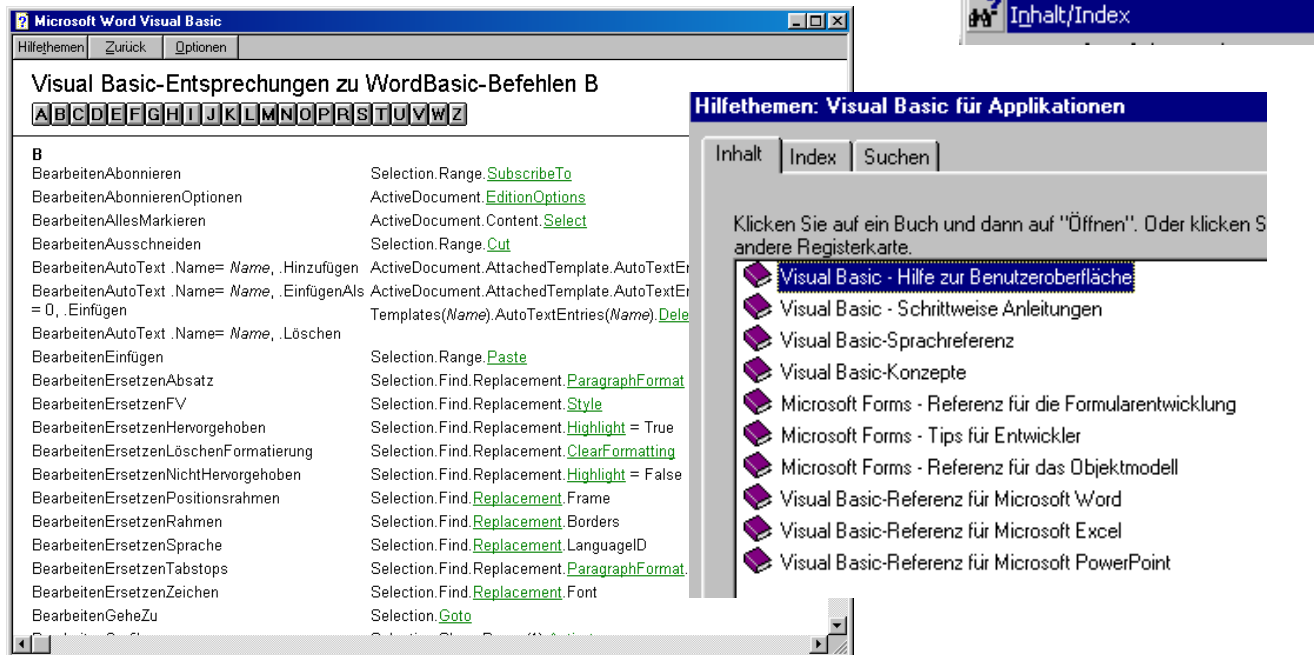 Microsoft Word Visual Basic
Hilfethemen Zurück Optionen
Visual Basic-Entsprechungen zu WordBasic-Befehlen B
A B C D E F G H I J K L M N O P R S T U V W Z
B
BearbeitenAbonnieren Selection.Range.SubscribeTo
BearbeitenAbonnierenOptionen ActiveDocument.EditionOptions
BearbeitenAllesMarkieren ActiveDocument.Content.Select
BearbeitenAusschneiden Selection.Range.Cut
BearbeitenAutoText .Name= Name, .Hinzufügen ActiveDocument.AttachedTemplate.AutoTextEr
BearbeitenAutoText .Name= Name, .EinfügenAls ActiveDocument.AttachedTemplate.AutoTextEr
= 0, .Einfügen Templates(Name).AutoTextEntries(Name).Dele
BearbeitenAutoText .Name= Name, .Löschen
BearbeitenEinfügen Selection.Range.Paste
BearbeitenErsetzenAbsatz Selection.Find.Replacement.ParagraphFormat
BearbeitenErsetzenFV Selection.Find.Replacement.Style
BearbeitenErsetzenHervorgehoben Selection.Find.Replacement.Highlight = True
BearbeitenErsetzenLöschenFormatierung Selection.Find.Replacement.ClearFormatting
BearbeitenErsetzenNichtHervorgehoben Selection.Find.Replacement.Highlight = False
BearbeitenErsetzenPositionsrahmen Selection.Find.Replacement.Frame
BearbeitenErsetzenRahmen Selection.Find.Replacement.Borders
BearbeitenErsetzenSprache Selection.Find.Replacement.LanguageID
BearbeitenErsetzenTabstops Selection.Find.Replacement.ParagraphFormat.
BearbeitenErsetzenZeichen Selection.Find.Replacement.Font
BearbeitenGeheZu Selection.Goto
Inhalt/Index
Hilfethemen: Visual Basic für Applikationen
Inhalt Index Suchen
Klicken Sie auf ein Buch und dann auf "Öffnen". Oder klicken S
andere Registerkarte.
Visual Basic - Hilfe zur Benutzeroberfläche
Visual Basic - Schrittweise Anleitungen
Visual Basic-Sprachreferenz
Visual Basic-Konzepte
Microsoft Forms - Referenz für die Formularentwicklung
Microsoft Forms - Tips für Entwickler
Microsoft Forms - Referenz für das Objektmodell
Visual Basic-Referenz für Microsoft Word
Visual Basic-Referenz für Microsoft Excel
Visual Basic-Referenz für Microsoft PowerPoint